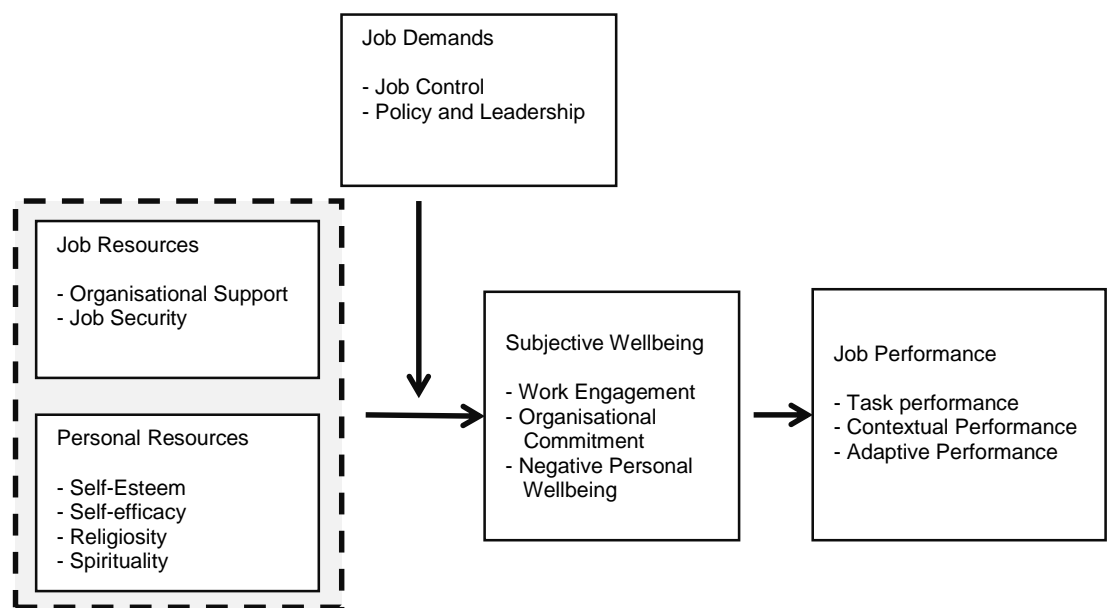 Job Demands
- Job Control
- Policy and Leadership
Job Resources
- Organisational Support
- Job Security
Personal Resources
- Self-Esteem
- Self-efficacy
- Religiosity
- Spirituality
Subjective Wellbeing
- Work Engagement
- Organisational
Commitment
- Negative Personal
Wellbeing
Job Performance
- Task performance
- Contextual Performance
- Adaptive Performance